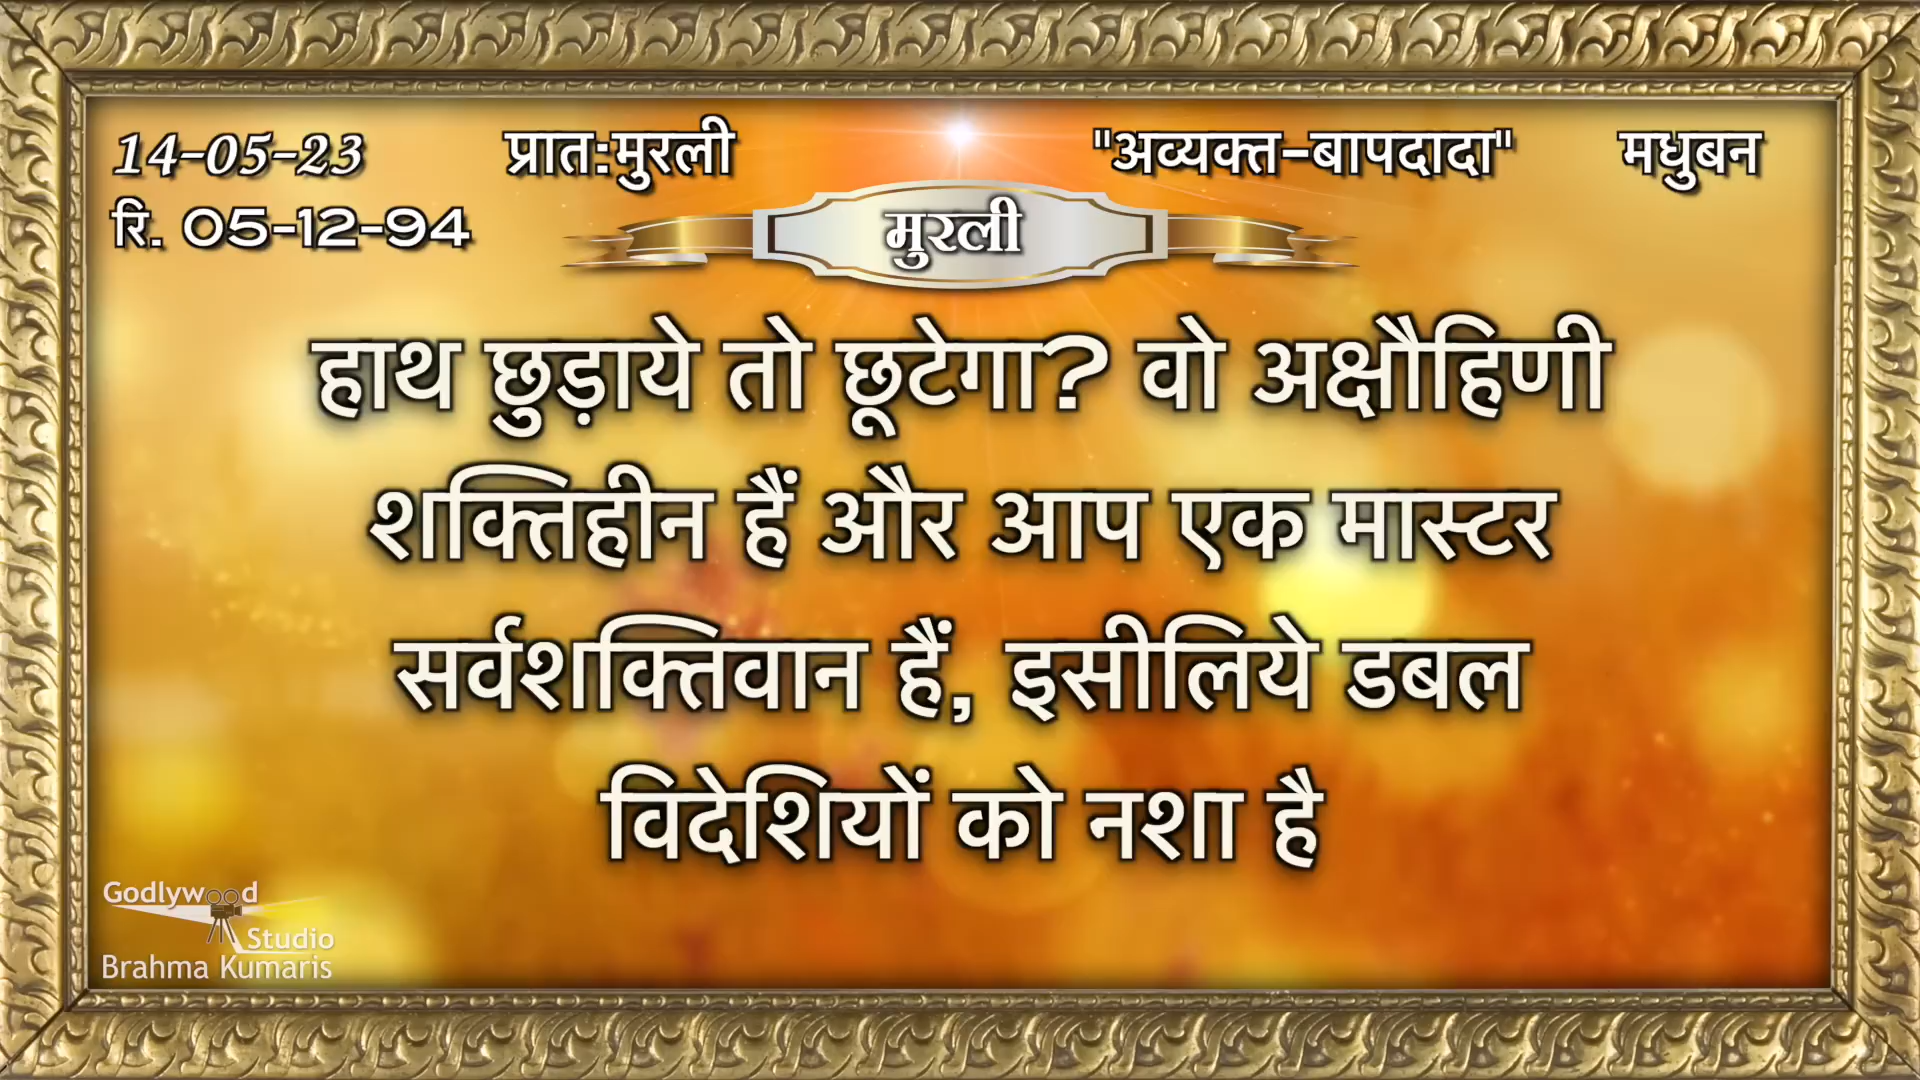 14-05-23 प्रात:मुरली "अव्यक्त-बापदादा" मधुबन
रि. 05-12-94
मुरली
हाथ छुड़ाये तो छूटेगा? वो अक्षौहिणी
शक्तिहीन हैं और आप एक मास्टर
सर्वशक्तिवान हैं, इसीलिये डबल
विदेशियों को नशा है
Godlywood
Studio
Brahma Kumaris